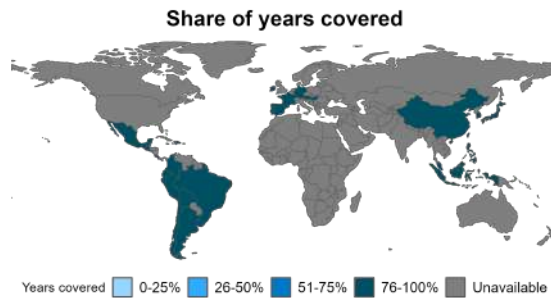 Share of years covered
Years covered 0-25% 26-50% 51-75% 76-100% Unavailable